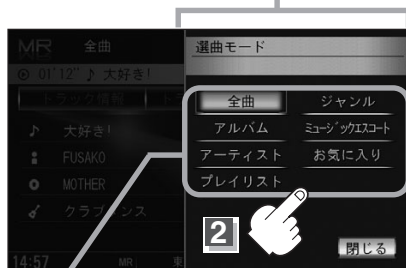 MR 全曲
選曲モード
01'12" ♪ 大好き!
トラック情報
全曲
ジャンル
大好き!
アルバム
ミュージックエスコート
FUSAKO
アーティスト
お気に入り
MOTHER
プレイリスト
クラブダンス
2
閉じる
14:57 MR 東